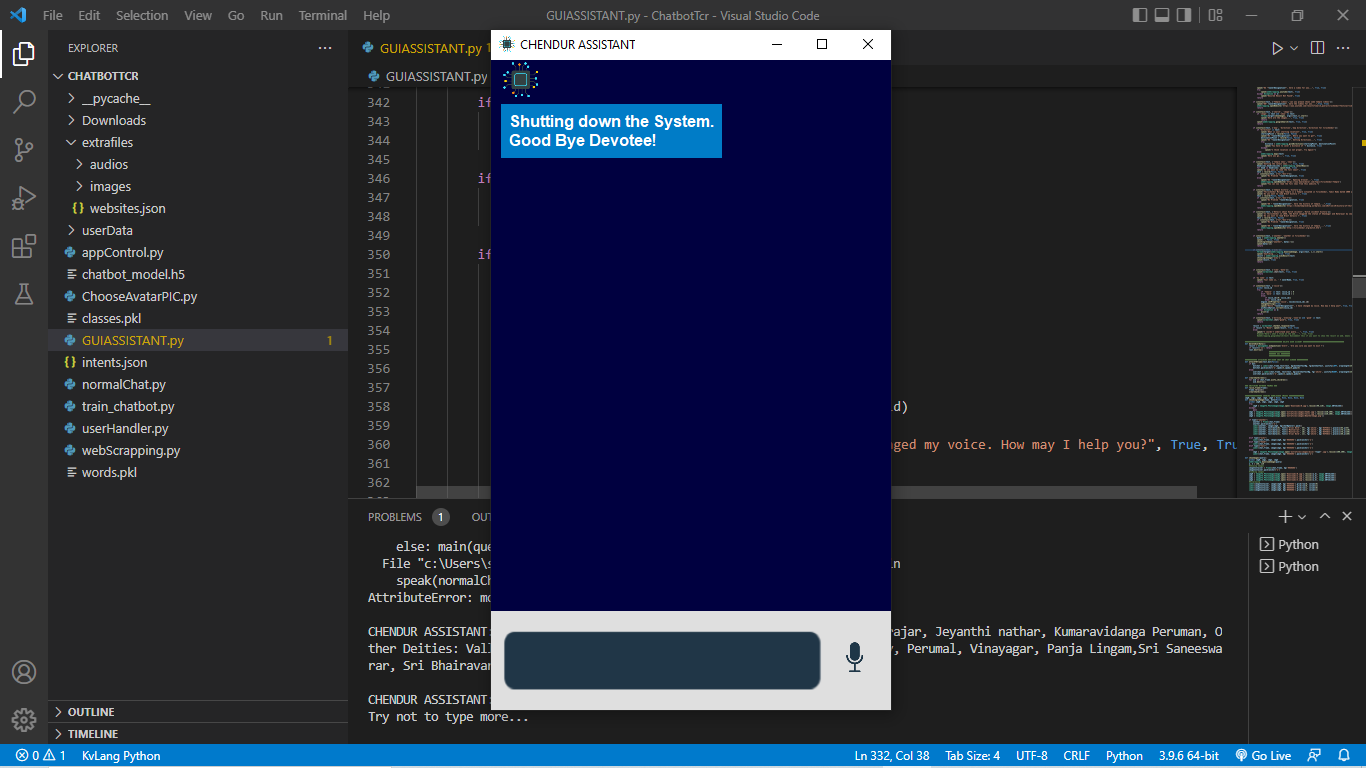 File Edit Selection View Go Run Terminal Help
GUIASSISTANT.py - ChatbotTcr - Visual Studio Code
EXPLORER
CHATBOTTCR
__pycache__
Downloads
extrafiles
audios
images
websites.json
userData
appControl.py
chatbot_model.h5
ChooseAvatarPIC.py
classes.pkl
GUIASSISTANT.py 1
intents.json
normalChat.py
train_chatbot.py
userHandler.py
webScrapping.py
words.pkl
OUTLINE
TIMELINE
GUIASSISTANT.py 1
GUIASSISTANT.py
342 if
343
344
345
346 if
347
348
349
350 if
351
352
353
354
355
356
357
358 d)
359
360 ged my voice. How may I help you?", True, Tru
361
362
CHENDUR ASSISTANT
Shutting down the System.
Good Bye Devotee!
PROBLEMS 1 OUT
else: main(que
File "c:\Users\s in
speak(normalCh
AttributeError: mo
CHENDUR ASSISTANT: rajar, Jeyanthi nathar, Kumaravidanga Peruman, O
ther Deities: Vall , Perumal, Vinayagar, Panja Lingam,Sri Saneeswa
rar, Sri Bhairavar
CHENDUR ASSISTANT:
Try not to type more...
Python
Python
0 1 KvLang Python
Ln 332, Col 38 Tab Size: 4 UTF-8 CRLF Python 3.9.6 64-bit Go Live